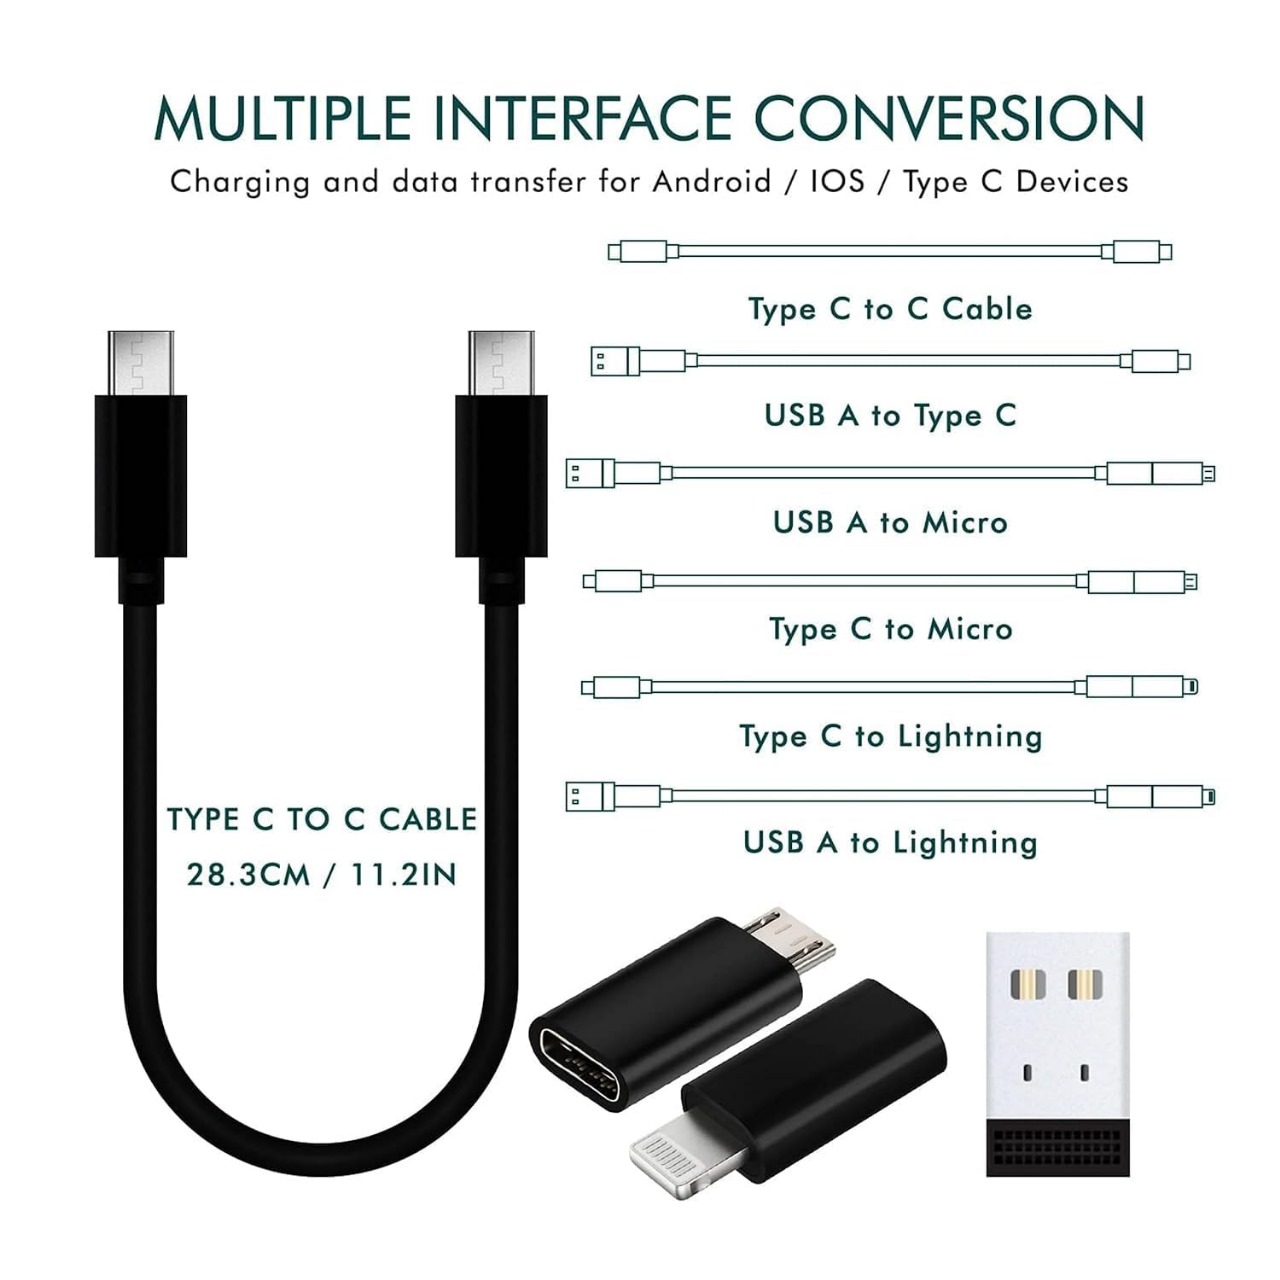 MULTIPLE INTERFACE CONVERSION
Charging and data transfer for Android / IOS / Type C Devices
Type C to C Cable
USB A to Type C
USB A to Micro
Type C to Micro
Type C to Lightning
USB A to Lightning
TYPE C TO C CABLE
28.3CM / 11.2IN